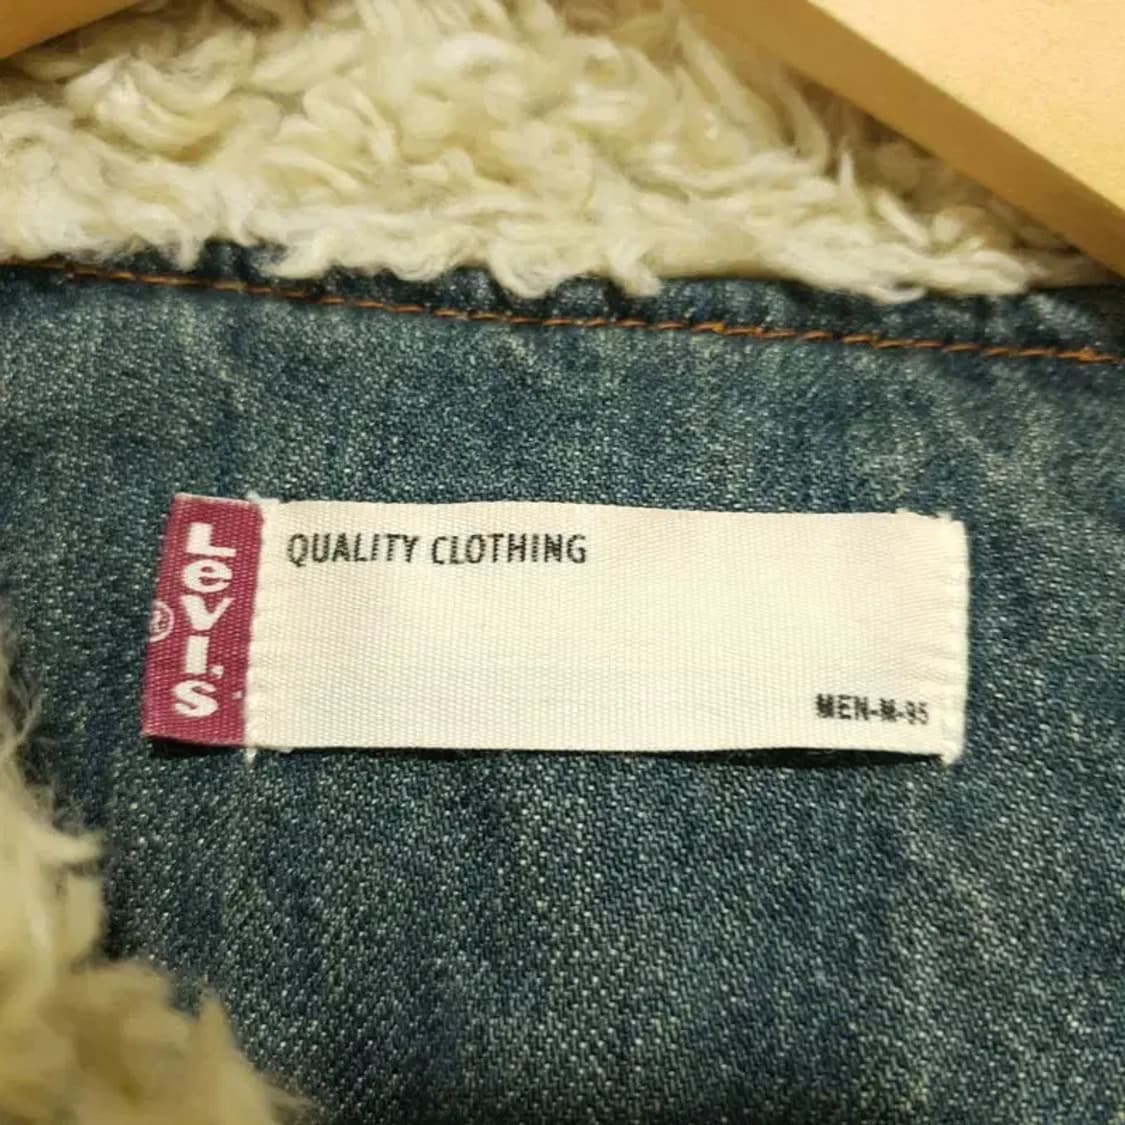 Levi's
®
QUALITY CLOTHING
MEN-M-95